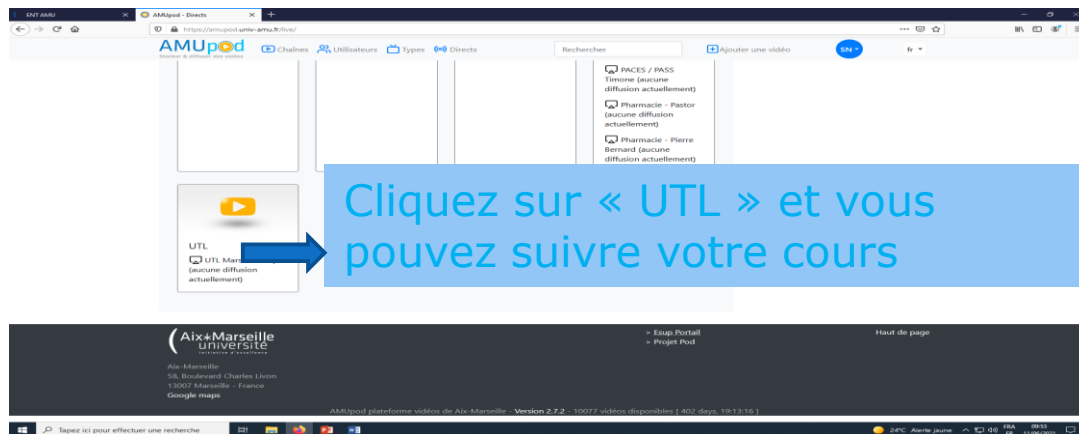 ENT AMU
AMUpod - Directs
https://amupod.univ-amu.fr/live/
AMUpod
Chaînes Utilisateurs Types Directs Rechercher Ajouter une vidéo SN fr
PACES / PASS
Timone (aucune
diffusion actuellement)
Pharmacie - Pastor
(aucune diffusion
actuellement)
Pharmacie - Pierre
Bernard (aucune
diffusion actuellement)
Cliquez sur « UTL » et vous
pouvez suivre votre cours
UTL
UTL
(aucune diffusion
actuellement)
Aix*Marseille
université
Initiative d'excellence
Aix-Marseille
58, Boulevard Charles Livon
13007 Marseille - France
Google maps
» Esup Portail
» Projet Pod
Haut de page
AMUpod plateforme vidéos de Aix-Marseille - Version 2.7.2 - 10077 vidéos disponibles [ 402 days, 19:13:16 ]
Tapez ici pour effectuer une recherche
24°C Alerte jaune
FRA
FR
09:53